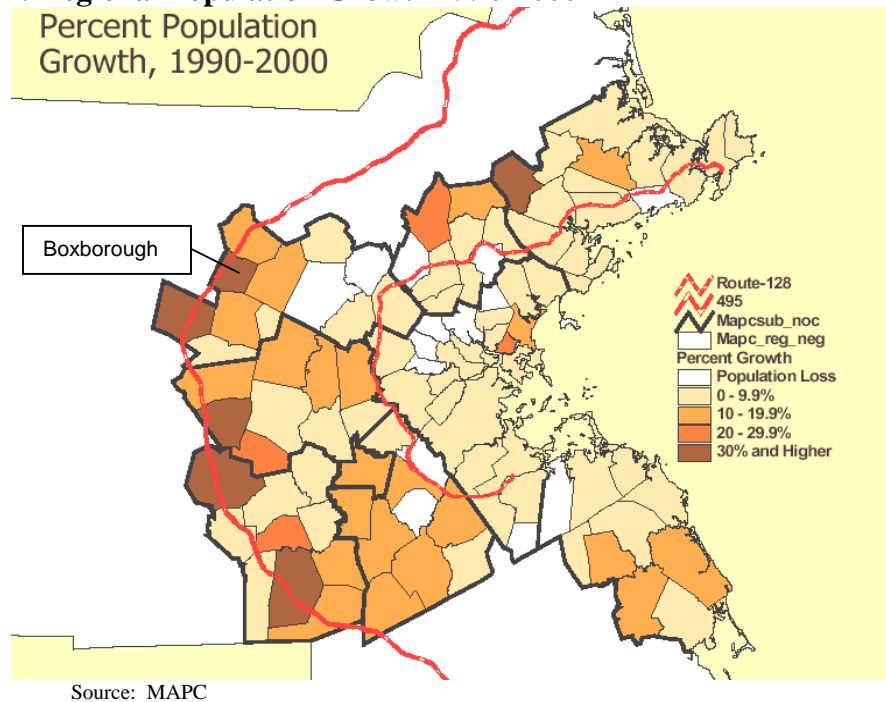 Percent Population
Growth, 1990-2000
Boxborough
Route-128
495
Mapcsub_noc
Mapc_reg_neg
Percent Growth
Population Loss
0 - 9.9%
10 - 19.9%
20 - 29.9%
30% and Higher
Source: MAPC